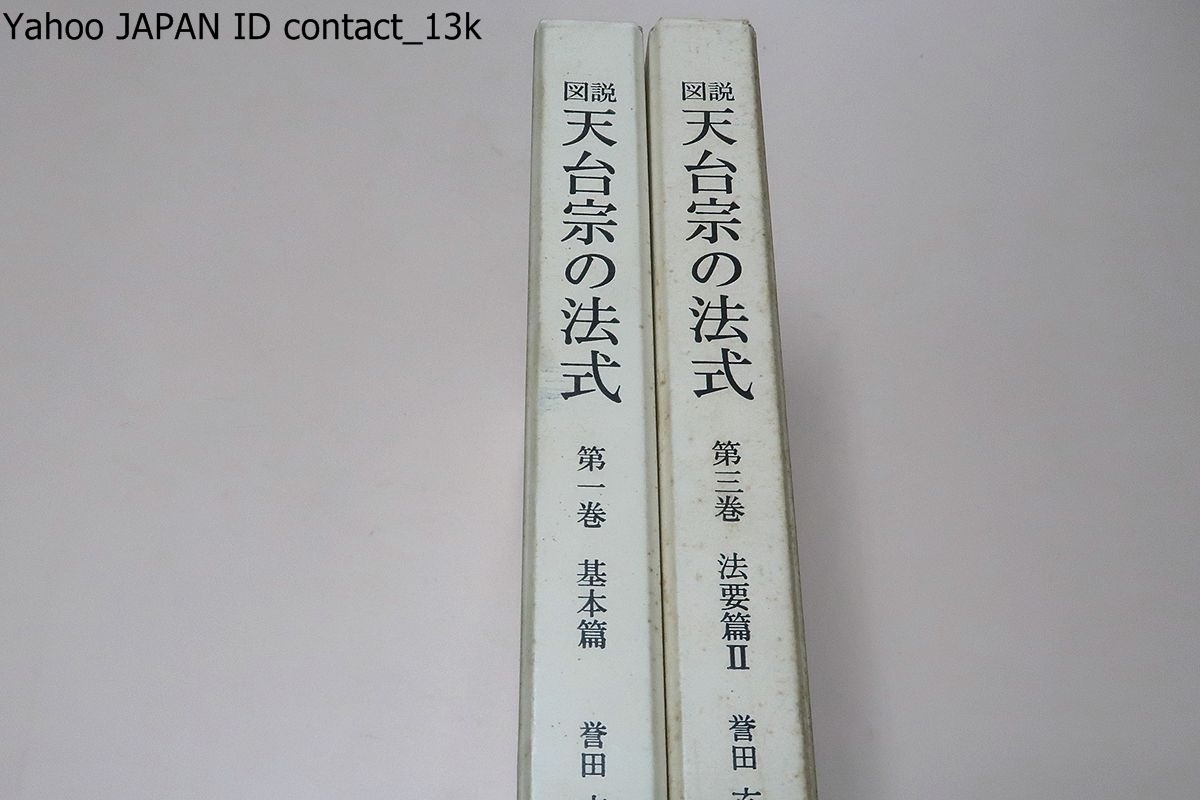 Yahoo JAPAN ID contact_13k
図説
天台宗の法式
第一巻 基本篇
誉田
図説
天台宗の法式
第三巻 法要篇Ⅱ
誉田